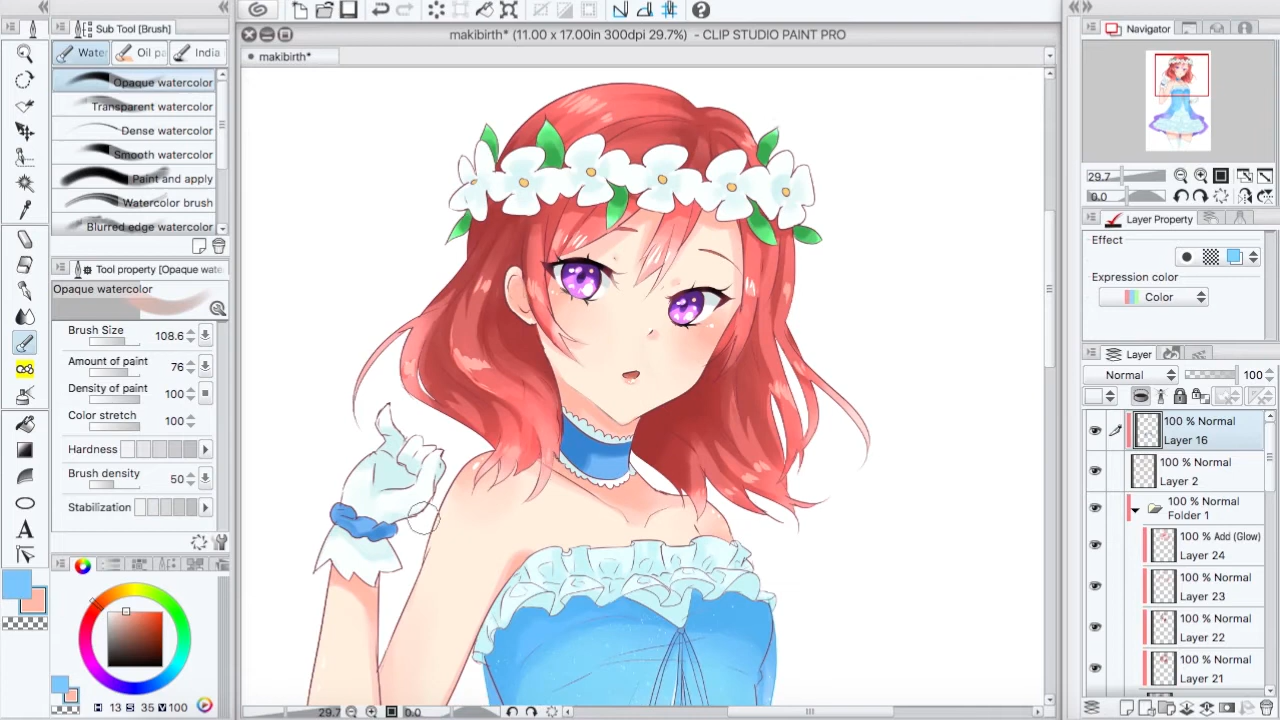 makibirth* (11.00 x 17.00in 300dpi 29.7%)  - CLIP STUDIO PAINT PRO
makibirth*
Sub Tool [Brush]
Water
Oil pa
India
Opaque watercolor
Transparent watercolor
Dense watercolor
Smooth watercolor
Paint and apply
Watercolor brush
Blurred edge watercolor
Tool property [Opaque wate
Opaque watercolor
Brush Size 108.6
Amount of paint 76
Density of paint 100
Color stretch 100
Hardness
Brush density 50
Stabilization
A
H 13 S 35 V 100
29.7 0.0
Navigator
29.7
0.0
Layer Property
Effect
Expression color
Color
Layer
Normal 100
100 % Normal
Layer 16
100 % Normal
Layer 2
100 % Normal
Folder 1
100 % Add (Glow)
Layer 24
100 % Normal
Layer 23
100 % Normal
Layer 22
100 % Normal
Layer 21